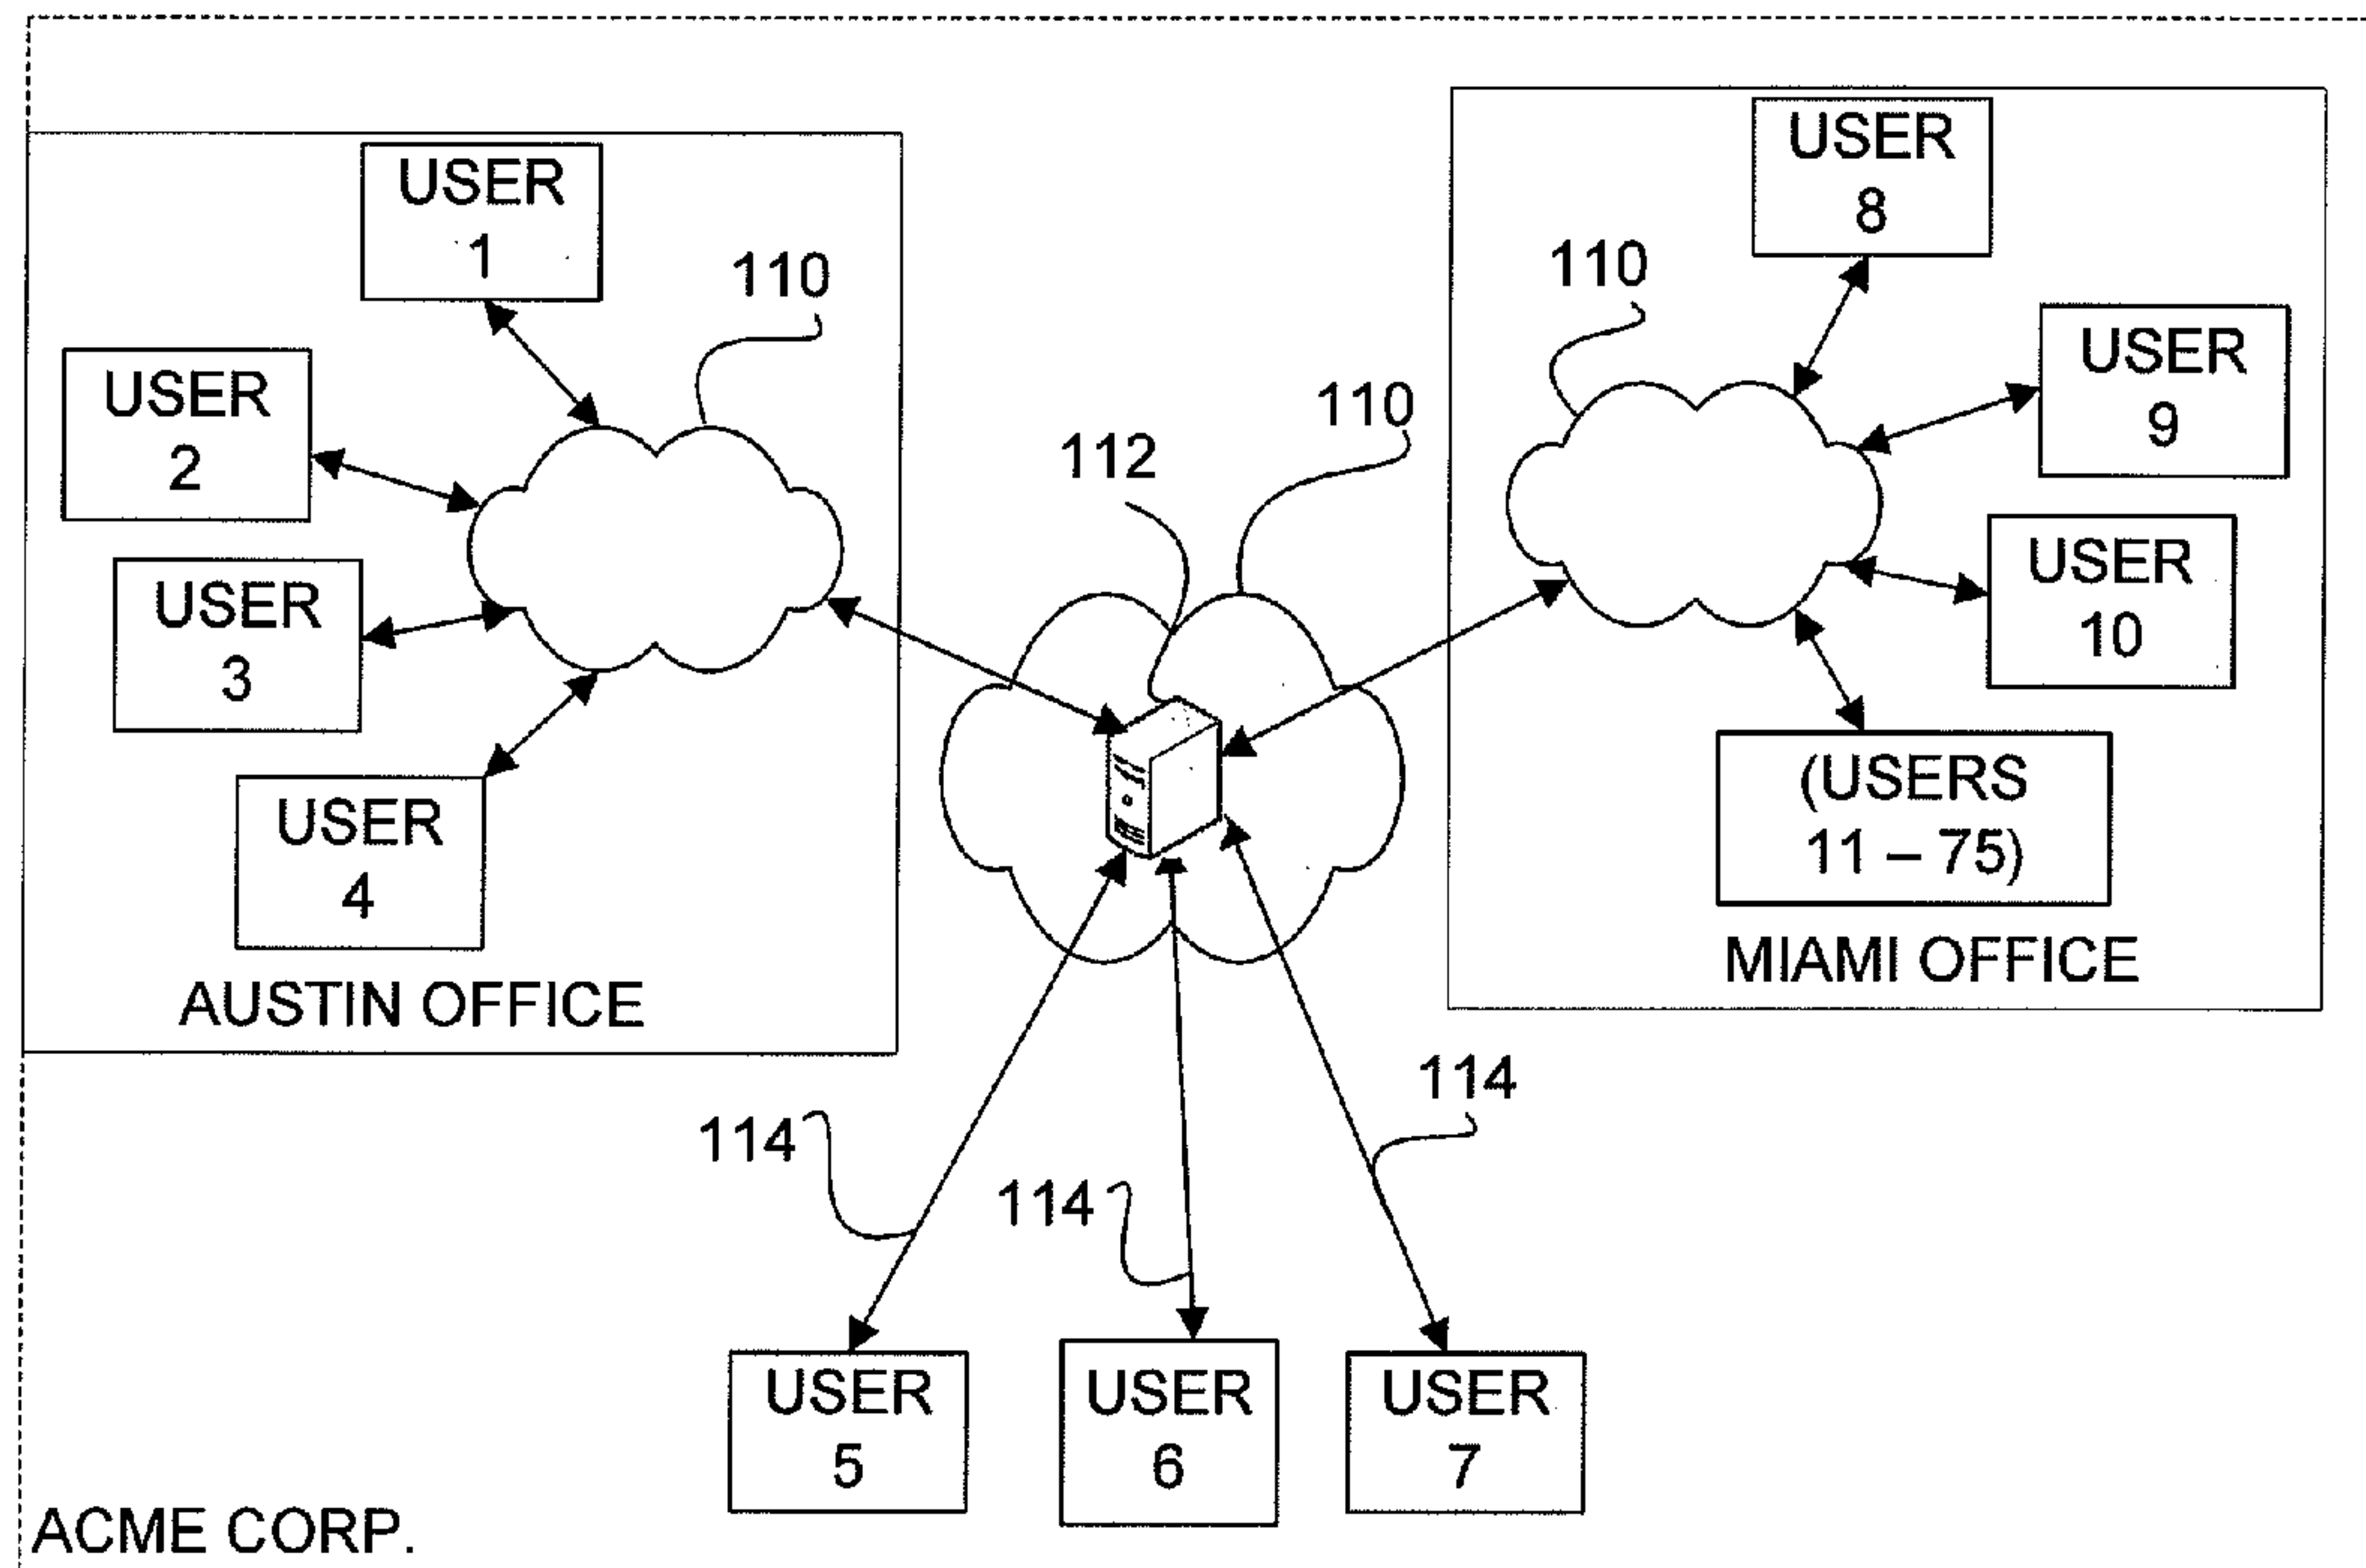 USER
1
110
USER
2
USER
3
USER
4
AUSTIN OFFICE
112
110
110
USER
8
USER
9
USER
10
(USERS
11 – 75)
MIAMI OFFICE
114
114
114
USER
5
USER
6
USER
7
ACME CORP.